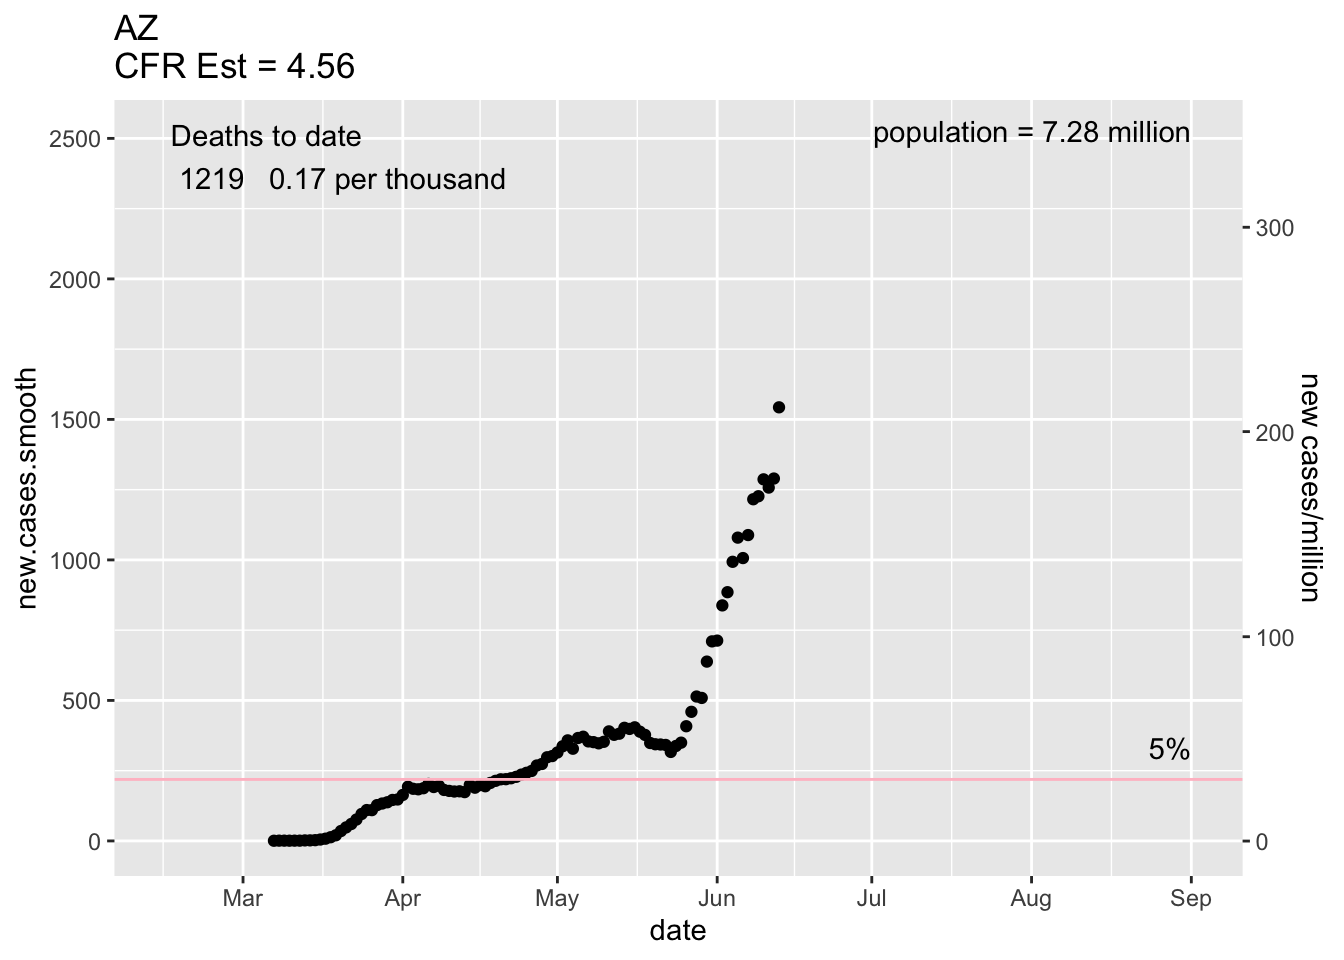 AZ
CFR Est = 4.56
Deaths to date
1219 0.17 per thousand
population = 7.28 million
2500
2000
1500
1000
500
0
new.cases.smooth
300
200
100
0
new cases/million
5%
Mar Apr May Jun Jul Aug Sep
date